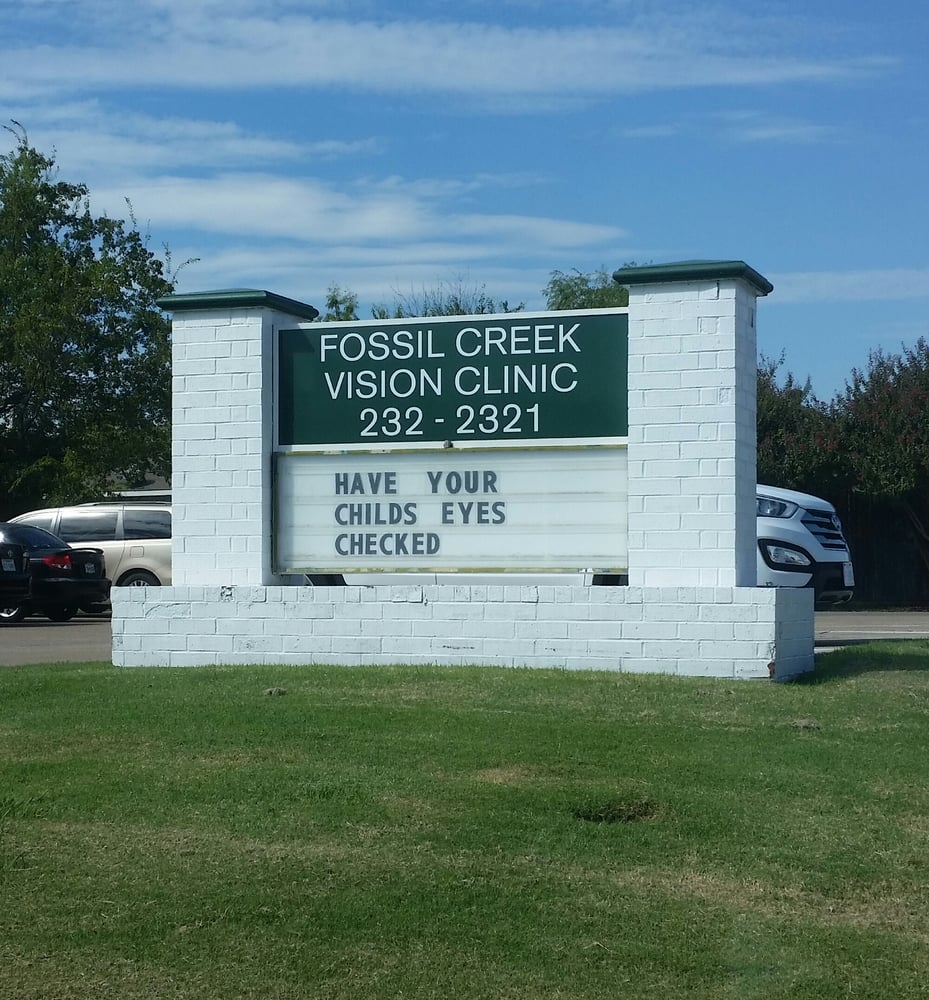 FOSSIL CREEK
VISION CLINIC
232 - 2321
HAVE YOUR
CHILDS EYES
CHECKED